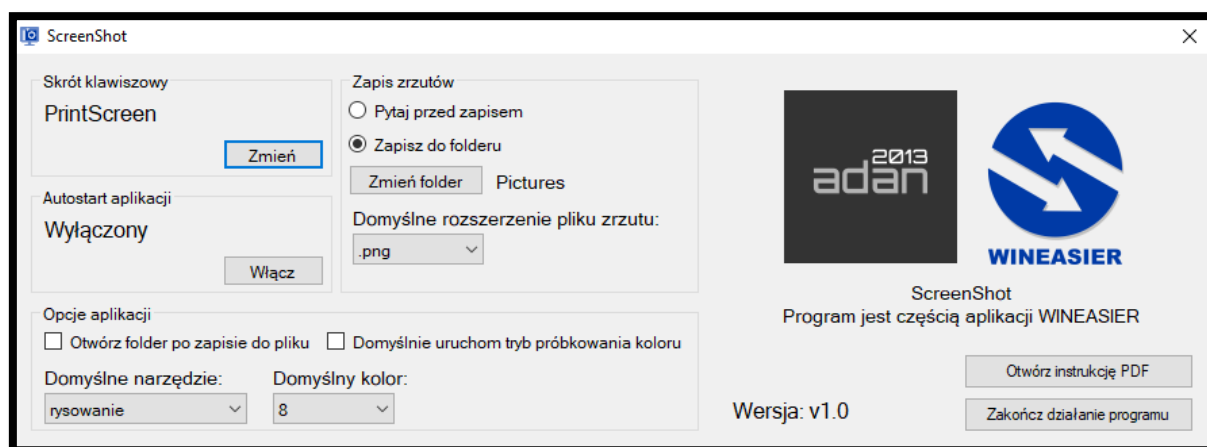 ScreenShot
Skrót klawiszowy
PrintScreen
Zmień
Autostart aplikacji
Wyłączony
Włącz
Zapis zrzutów
Pytaj przed zapisem
Zapisz do folderu
Zmień folder Pictures
Domyślne rozszerzenie pliku zrzutu:
.png
Opcje aplikacji
Otwórz folder po zapisie do pliku Domyślnie uruchom tryb próbkowania koloru
Domyślne narzędzie: Domyślny kolor:
rysowanie 8
2013
adan
WINEASIER
ScreenShot
Program jest częścią aplikacji WINEASIER
Wersja: v1.0
Otwórz instrukcję PDF
Zakończ działanie programu